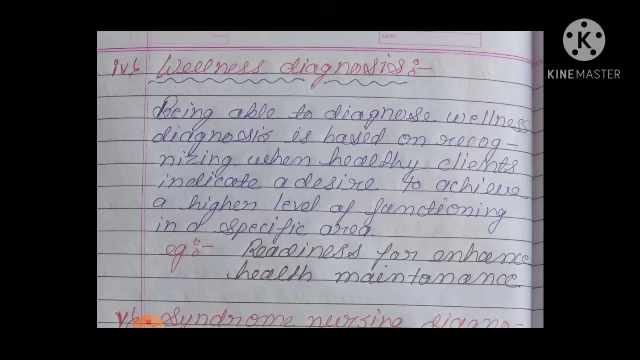 iv) Wellness diagnosis:-
Being able to diagnose wellness
diagnosis is based on recog-
nizing when healthy clients
indicate a desire to achieve
a higher level of functioning
in a specific area
eg:- Readiness for enhance
health maintanance
v) Syndrome nursing diagno-
KINEMASTER